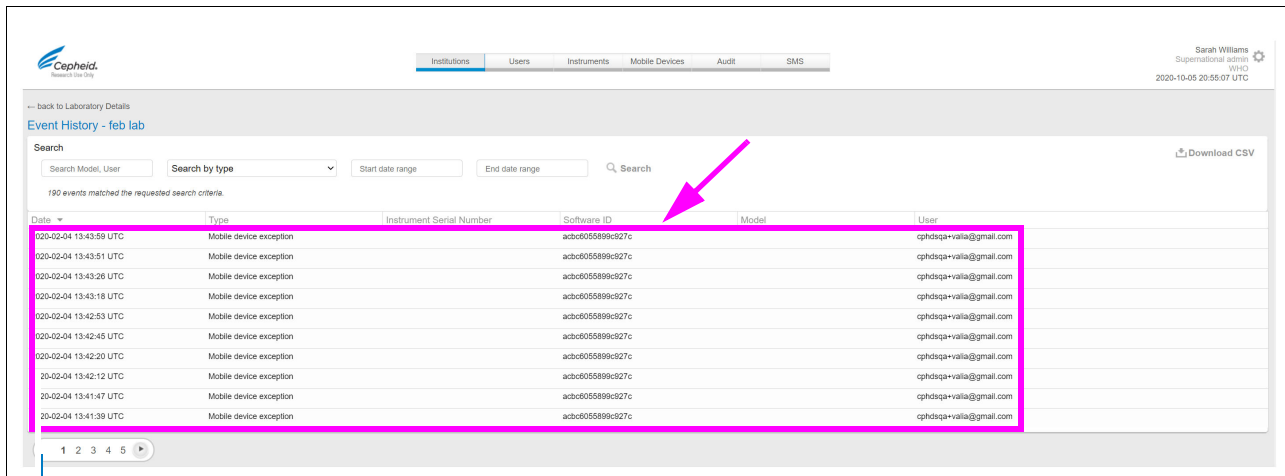 Cepheid.
Research Use Only
Institutions Users Instruments Mobile Devices Audit SMS
Sarah Williams
Supernational admin
WHO
2020-10-05 20:55:07 UTC
← back to Laboratory Details
Event History - feb lab
Search
Download CSV
Search Model, User Search by type Start date range End date range Search
190 events matched the requested search criteria.
Date Type Instrument Serial Number Software ID Model User
020-02-04 13:43:59 UTC Mobile device exception acbc6055899c927c cphdsqa+valia@gmail.com
020-02-04 13:43:51 UTC Mobile device exception acbc6055899c927c cphdsqa+valia@gmail.com
020-02-04 13:43:26 UTC Mobile device exception acbc6055899c927c cphdsqa+valia@gmail.com
020-02-04 13:43:18 UTC Mobile device exception acbc6055899c927c cphdsqa+valia@gmail.com
020-02-04 13:42:53 UTC Mobile device exception acbc6055899c927c cphdsqa+valia@gmail.com
020-02-04 13:42:45 UTC Mobile device exception acbc6055899c927c cphdsqa+valia@gmail.com
020-02-04 13:42:20 UTC Mobile device exception acbc6055899c927c cphdsqa+valia@gmail.com
20-02-04 13:42:12 UTC Mobile device exception acbc6055899c927c cphdsqa+valia@gmail.com
20-02-04 13:41:47 UTC Mobile device exception acbc6055899c927c cphdsqa+valia@gmail.com
20-02-04 13:41:39 UTC Mobile device exception acbc6055899c927c cphdsqa+valia@gmail.com
1 2 3 4 5